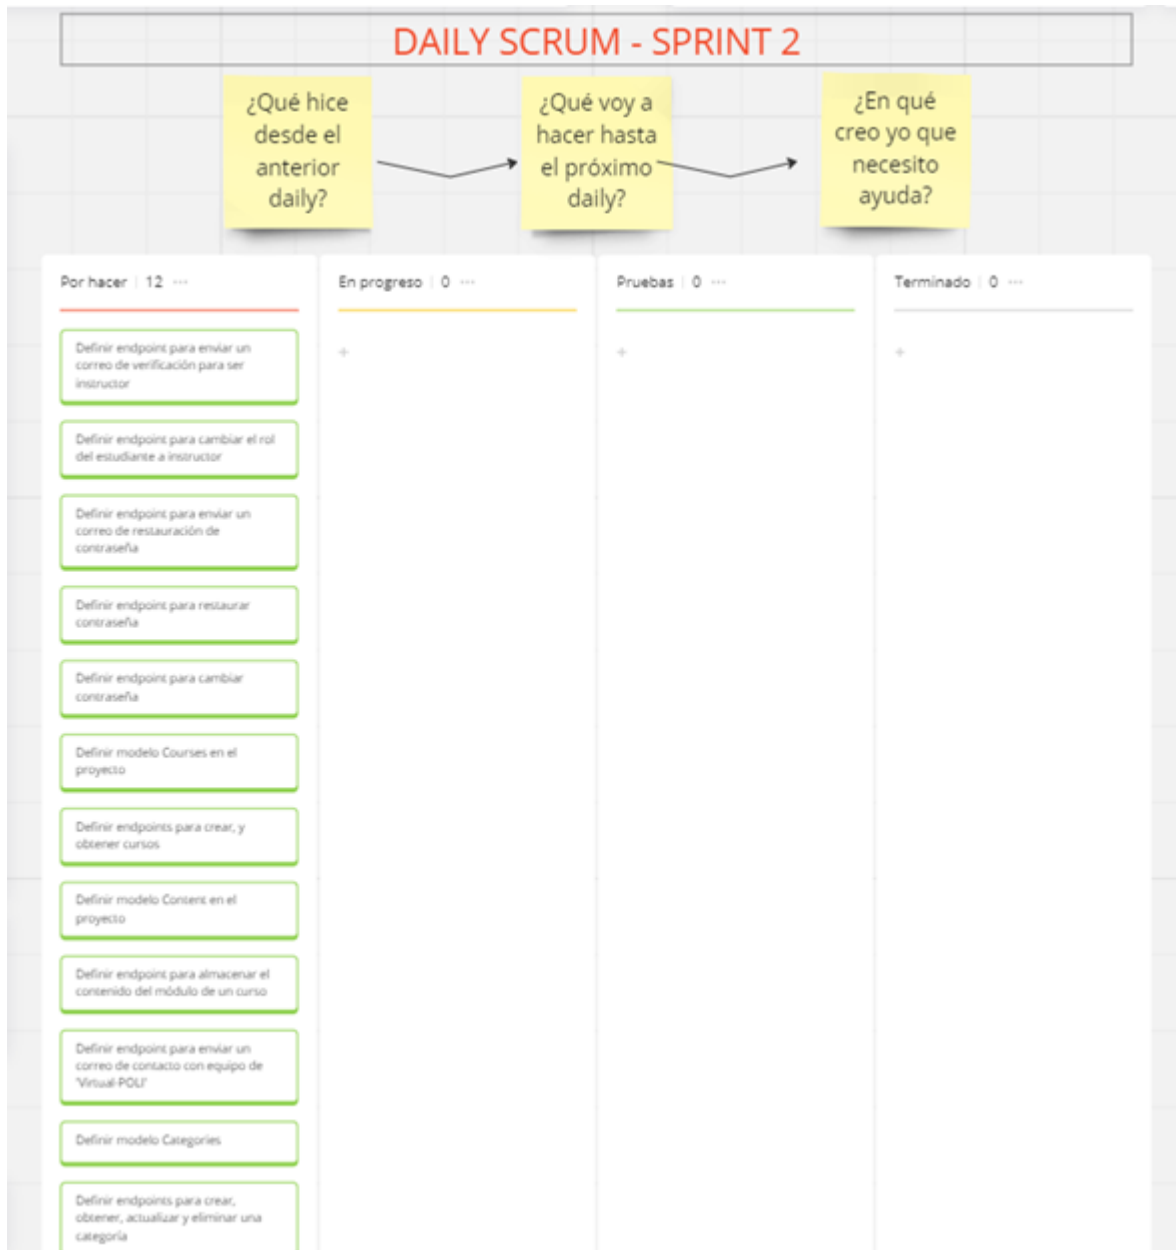 DAILY SCRUM - SPRINT 2
¿Qué hice
desde el
anterior
daily?
¿Qué voy a
hacer hasta
el próximo
daily?
¿En qué
creo yo que
necesito
ayuda?
Por hacer | 12 ...
En progreso | 0 ...
Pruebas | 0 ...
Terminado | 0 ...
+
+
+
Definir endpoint para enviar un
correo de verificación para ser
instructor
Definir endpoint para cambiar el rol
del estudiante a instructor
Definir endpoint para enviar un
correo de restauración de
contraseña
Definir endpoint para restaurar
contraseña
Definir endpoint para cambiar
contraseña
Definir modelo Courses en el
proyecto
Definir endpoints para crear, y
obtener cursos
Definir modelo Content en el
proyecto
Definir endpoint para almacenar el
contenido del módulo de un curso
Definir endpoint para enviar un
correo de contacto con equipo de
'Virtual-POLI'
Definir modelo Categories
Definir endpoints para crear,
obtener, actualizar y eliminar una
categoría